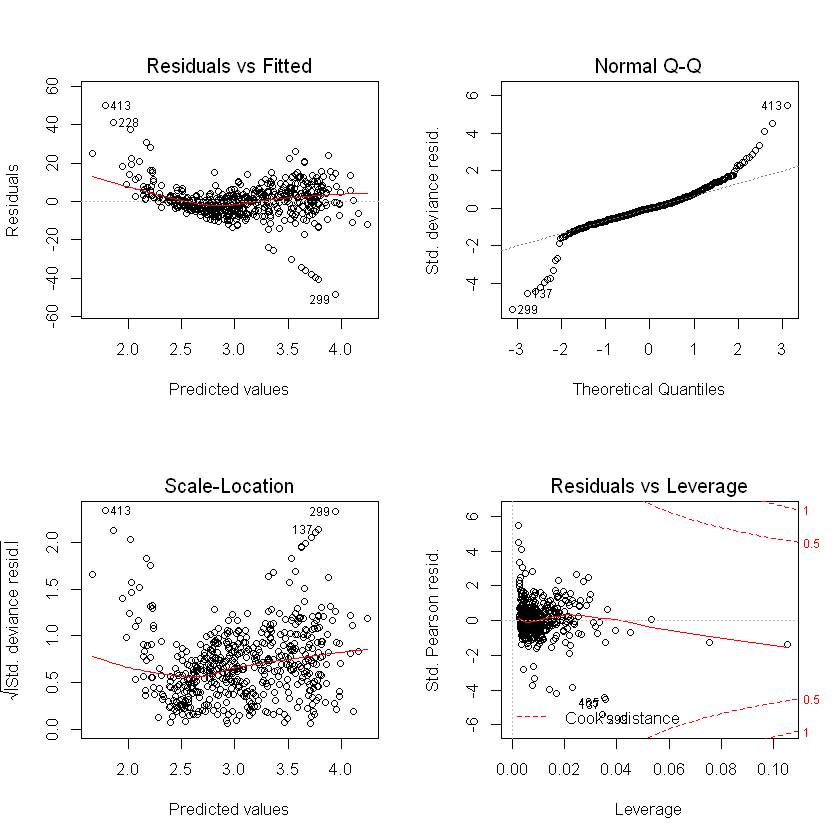 Residuals vs Fitted
Residuals
60
40
20
0
-20
-40
-60
413
228
299
2.0 2.5 3.0 3.5 4.0
Predicted values
Normal Q-Q
Std. deviance resid.
6
4
2
0
-2
-4
413
137
299
-3 -2 -1 0 1 2 3
Theoretical Quantiles
Scale-Location
√|Std. deviance resid.|
2.0
1.5
1.0
0.5
0.0
413
299
137
2.0 2.5 3.0 3.5 4.0
Predicted values
Residuals vs Leverage
Std. Pearson resid.
6
4
2
0
-2
-4
-6
1
0.5
0.5
1
Cook's distance
0.00 0.02 0.04 0.06 0.08 0.10
Leverage